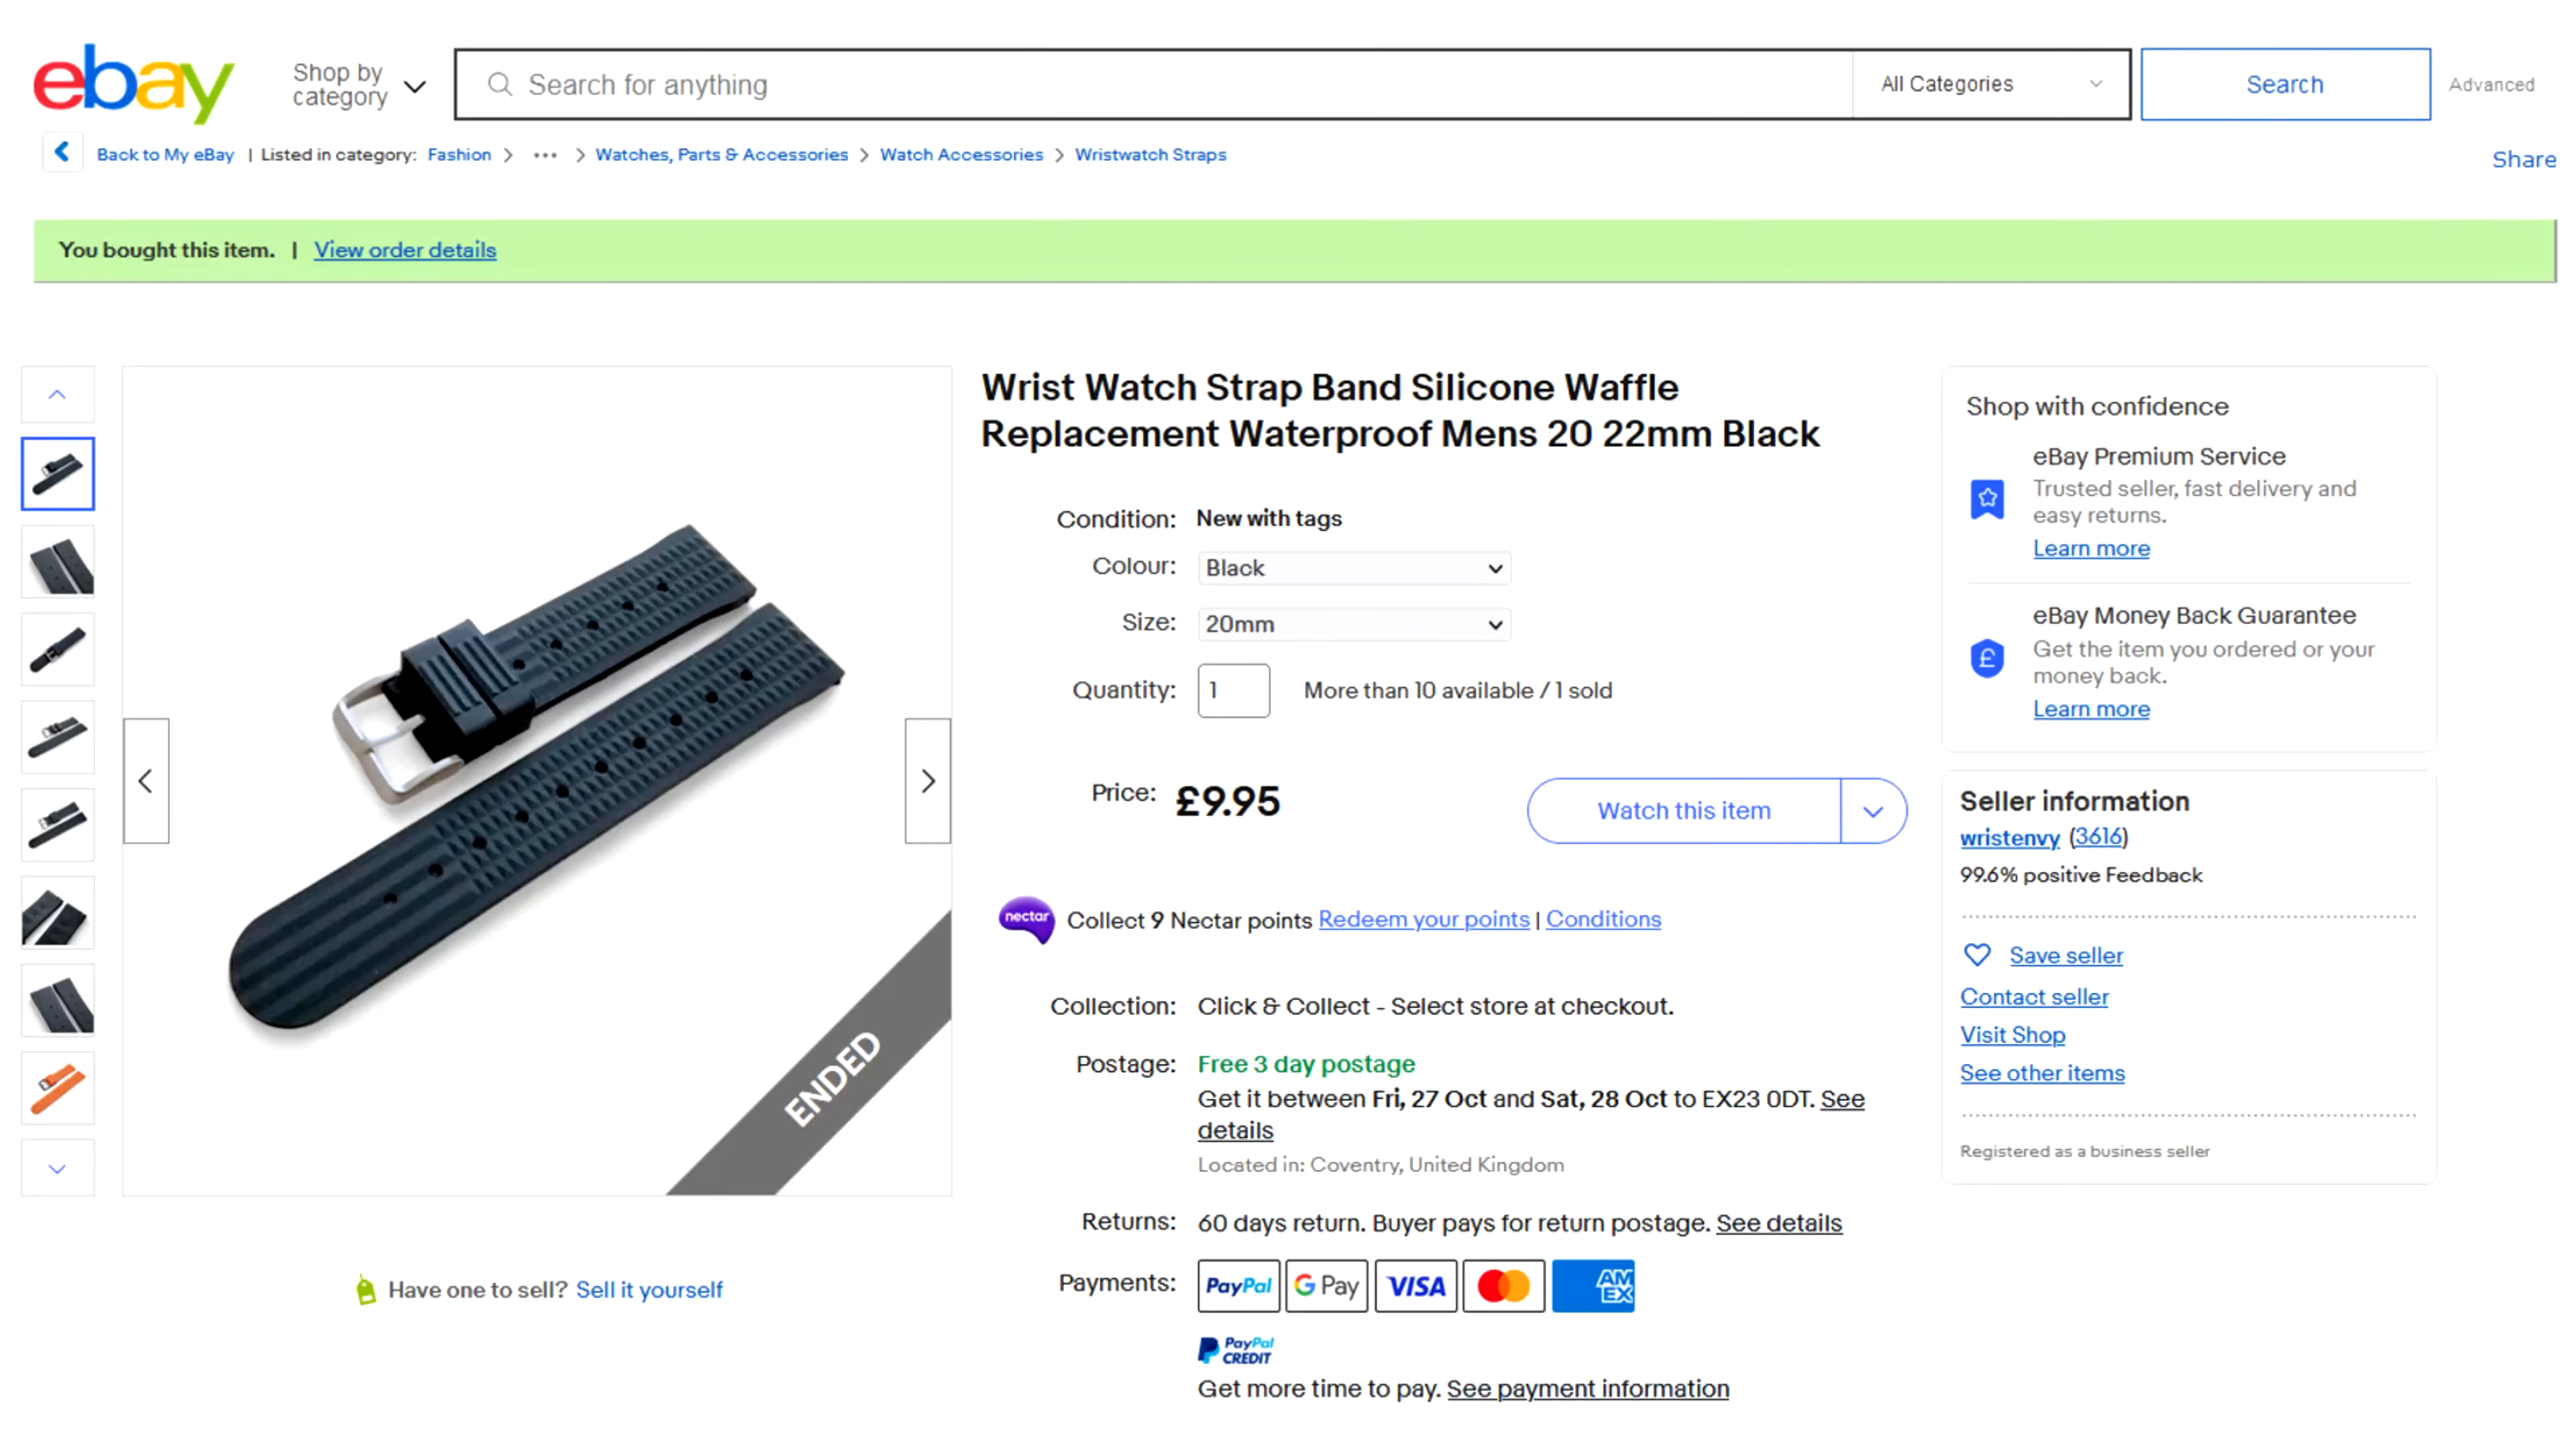 ebay
Shop by
category
Search for anything
All Categories
Search
Advanced
Back to My eBay | Listed in category: Fashion > ••• > Watches, Parts & Accessories > Watch Accessories > Wristwatch Straps
Share
You bought this item. | View order details
ENDED
Have one to sell? Sell it yourself
Wrist Watch Strap Band Silicone Waffle
Replacement Waterproof Mens 20 22mm Black
Condition: New with tags
Colour: Black
Size: 20mm
Quantity: 1 More than 10 available / 1 sold
Price: £9.95
Watch this item
nectar Collect 9 Nectar points Redeem your points | Conditions
Collection: Click & Collect - Select store at checkout.
Postage: Free 3 day postage
Get it between Fri, 27 Oct and Sat, 28 Oct to EX23 0DT. See
details
Located in: Coventry, United Kingdom
Returns: 60 days return. Buyer pays for return postage. See details
Payments: PayPal G Pay VISA AM
EX
PayPal
CREDIT
Get more time to pay. See payment information
Shop with confidence
eBay Premium Service
Trusted seller, fast delivery and
easy returns.
Learn more
eBay Money Back Guarantee
£
Get the item you ordered or your
money back.
Learn more
Seller information
wristenvy (3616)
99.6% positive Feedback
Save seller
Contact seller
Visit Shop
See other items
Registered as a business seller